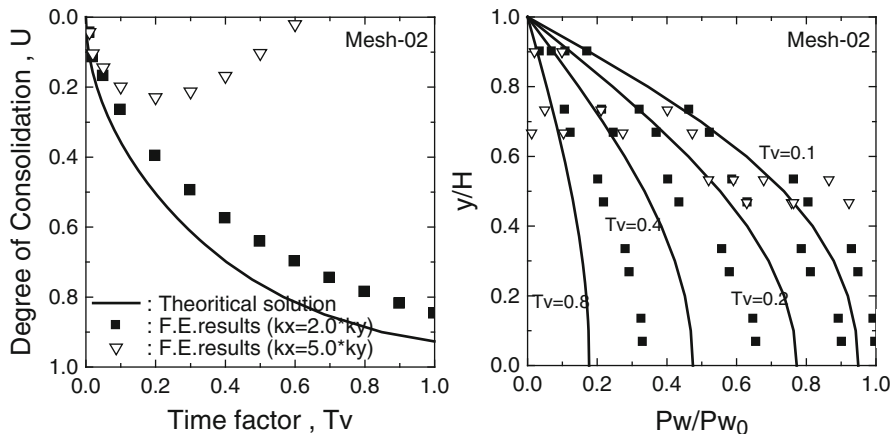 Mesh-02
Degree of Consolidation , U
0.0
0.2
0.4
0.6
0.8
1.0
: Theoritical solution
: F.E.results (kx=2.0*ky)
: F.E.results (kx=5.0*ky)
0.0 0.2 0.4 0.6 0.8 1.0
Time factor , Tv
Mesh-02
y/H
1.0
0.8
0.6
0.4
0.2
0.0
Tv=0.1
Tv=0.4
Tv=0.8
Tv=0.2
0.0 0.2 0.4 0.6 0.8 1.0
Pw/Pw₀